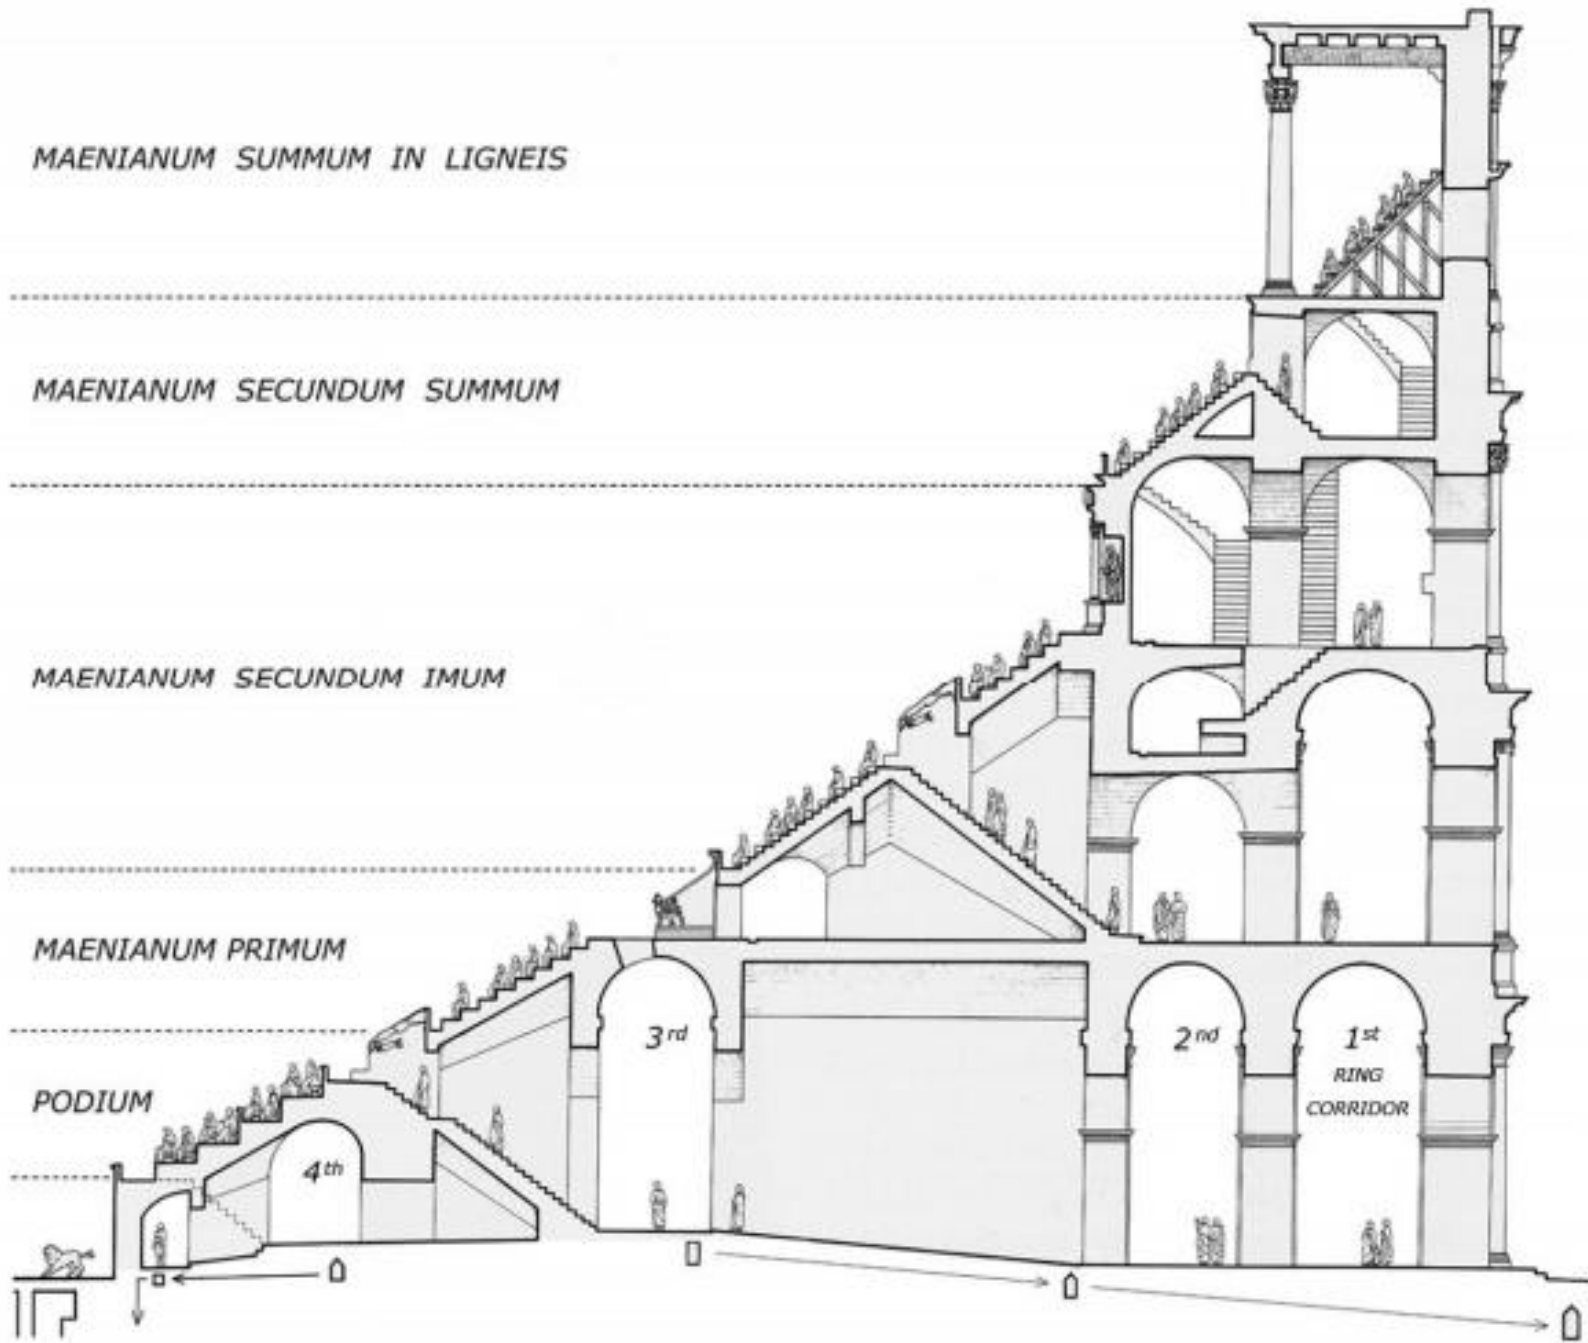 MAENIANUM SUMMUM IN LIGNEIS
MAENIANUM SECUNDUM SUMMUM
MAENIANUM SECUNDUM IMUM
MAENIANUM PRIMUM
3rd
2nd
1st
RING
CORRIDOR
PODIUM
4th